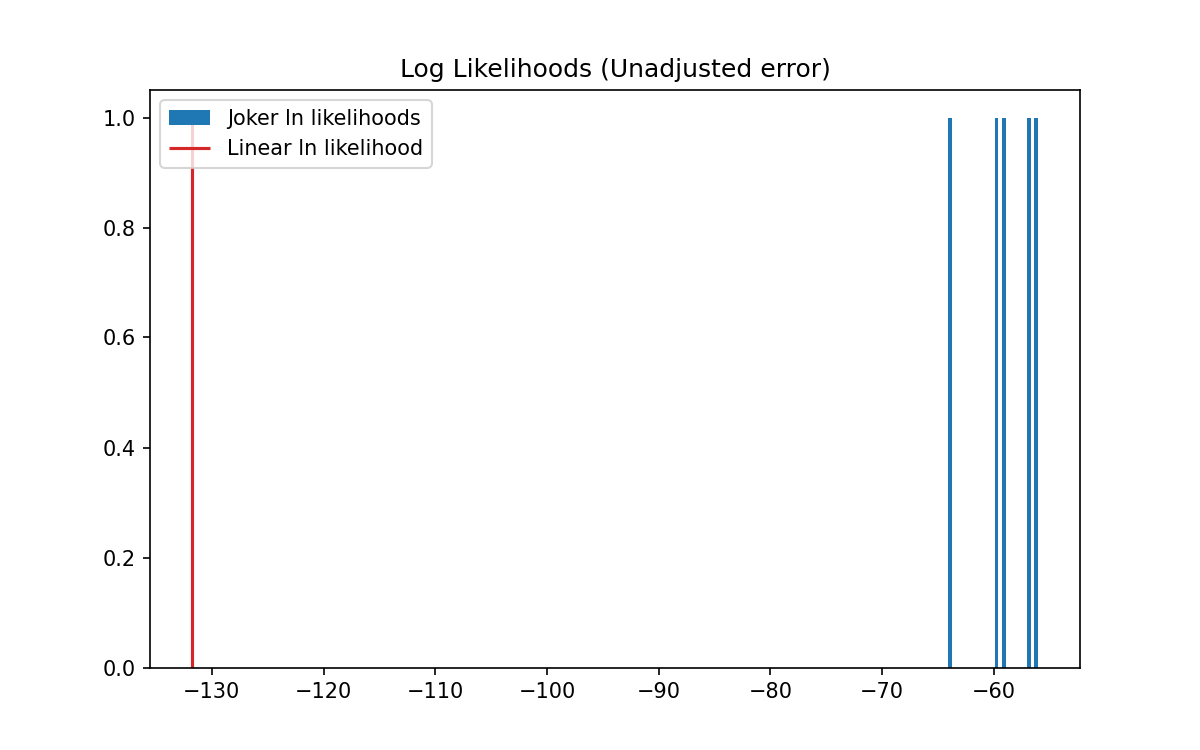 Log Likelihoods (Unadjusted error)
Joker ln likelihoods
Linear ln likelihood
1.0
0.8
0.6
0.4
0.2
0.0
−130 −120 −110 −100 −90 −80 −70 −60